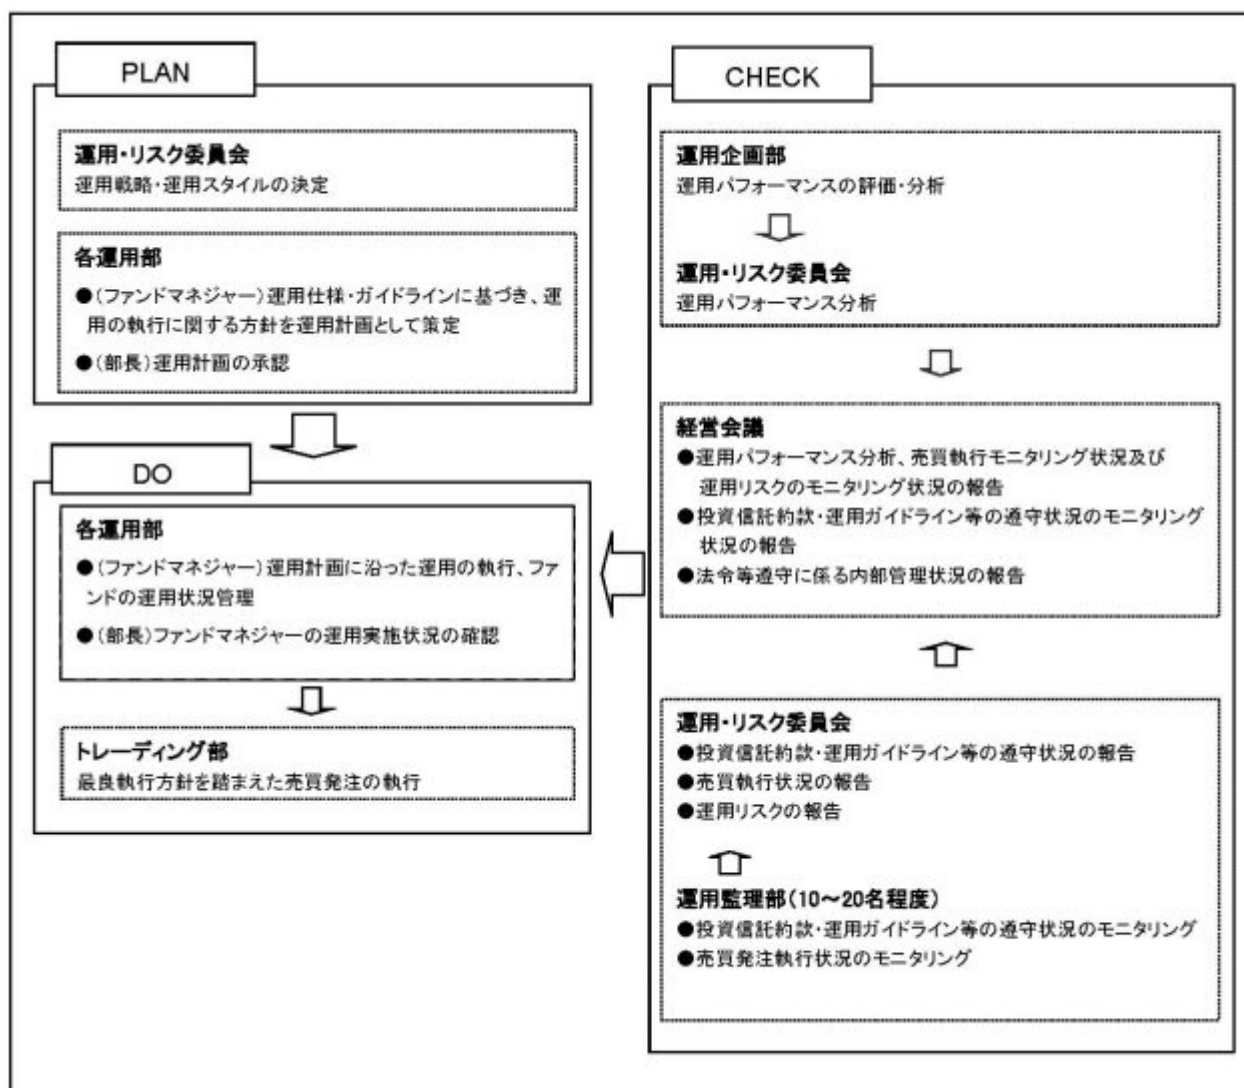 PLAN
運用・リスク委員会
運用戦略・運用スタイルの決定
各運用部
●(ファンドマネジャー)運用仕様・ガイドラインに基づき、運
用の執行に関する方針を運用計画として策定
●(部長)運用計画の承認
DO
各運用部
●(ファンドマネジャー)運用計画に沿った運用の執行、ファ
ンドの運用状況管理
●(部長)ファンドマネジャーの運用実施状況の確認
トレーディング部
最良執行方針を踏まえた売買発注の執行
CHECK
運用企画部
運用パフォーマンスの評価・分析
運用・リスク委員会
運用パフォーマンス分析
経営会議
●運用パフォーマンス分析、売買執行モニタリング状況及び
運用リスクのモニタリング状況の報告
●投資信託約款・運用ガイドライン等の遵守状況のモニタリング
状況の報告
●法令等遵守に係る内部管理状況の報告
運用・リスク委員会
●投資信託約款・運用ガイドライン等の遵守状況の報告
●売買執行状況の報告
●運用リスクの報告
運用監理部(10～20名程度)
●投資信託約款・運用ガイドライン等の遵守状況のモニタリング
●売買発注執行状況のモニタリング